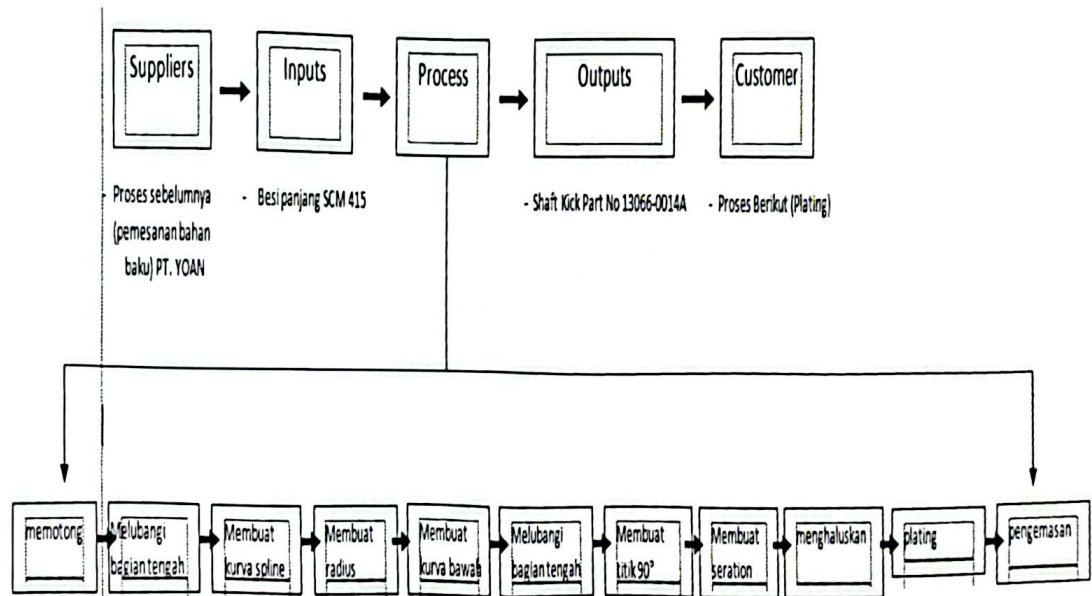 Suppliers
Inputs
Process
Outputs
Customer
- Proses sebelumnya
(pemesanan bahan
baku) PT. YOAN
- Besi panjang SCM 415
- Shaft Kick Part No 13066-0014A
- Proses Berikut (Plating)
memotong
Melubangi
bagian tengah
Membuat
kurva spline
Membuat
radius
Membuat
kurva bawah
Melubangi
bagian tengah
Membuat
titik 90°
Membuat
seration
menghaluskan
plating
pengemasan